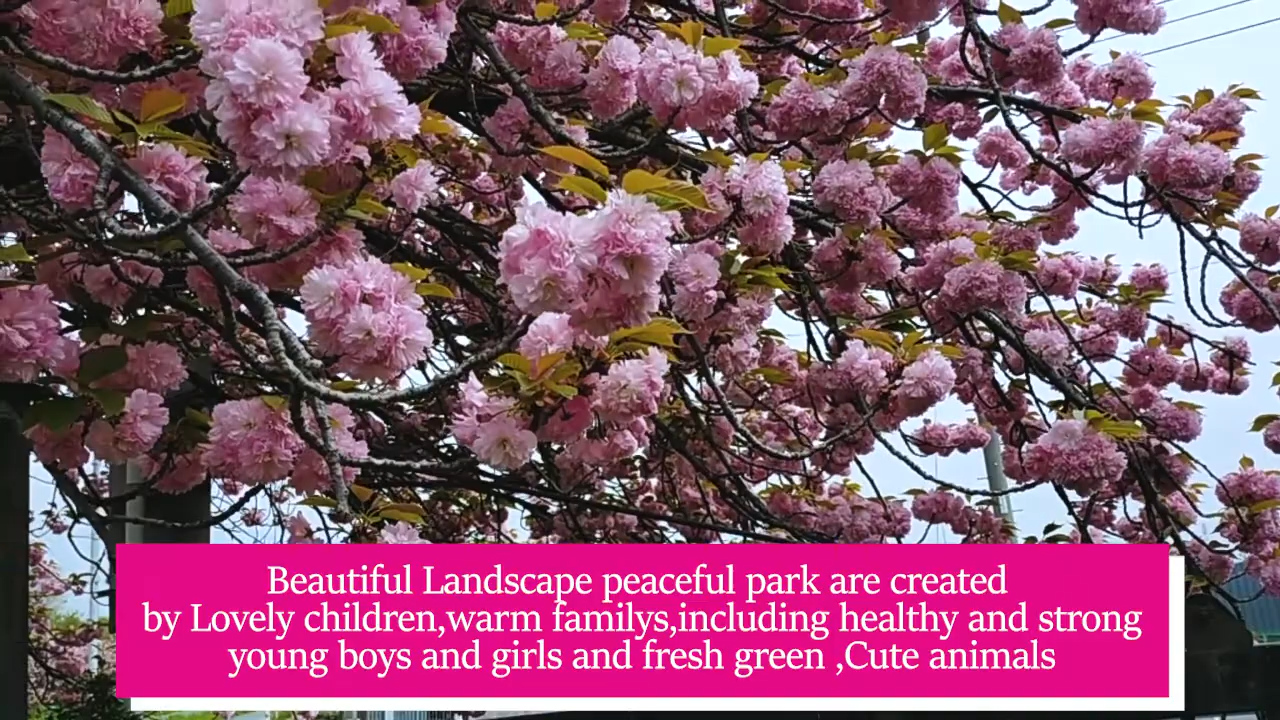 Beautiful Landscape peaceful park are created
by Lovely children,warm familys,including healthy and strong
young boys and girls and fresh green ,Cute animals